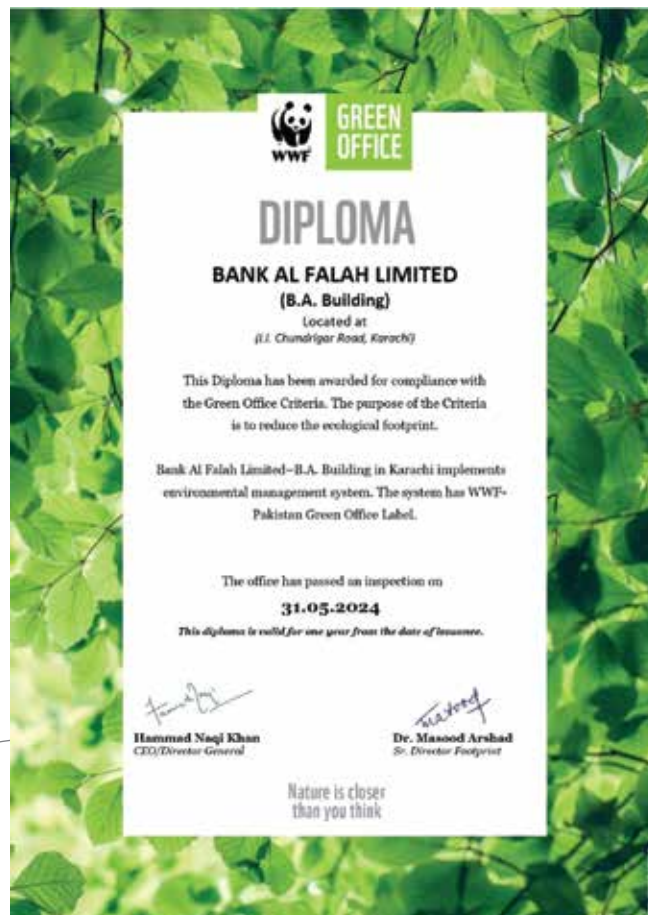 WWF
GREEN
OFFICE
DIPLOMA
BANK AL FALAH LIMITED
(B.A. Building)
Located at
(I.I. Chundrigar Road, Karachi)
This Diploma has been awarded for compliance with
the Green Office Criteria. The purpose of the Criteria
is to reduce the ecological footprint.
Bank Al Falah Limited–B.A. Building in Karachi implements
environmental management system. The system has WWF-
Pakistan Green Office Label.
The office has passed an inspection on
31.05.2024
This diploma is valid for one year from the date of issuance.
Hammad Naqi Khan
CEO/Director General
Dr. Masood Arshad
Sr. Director Footprint
Nature is closer
than you think